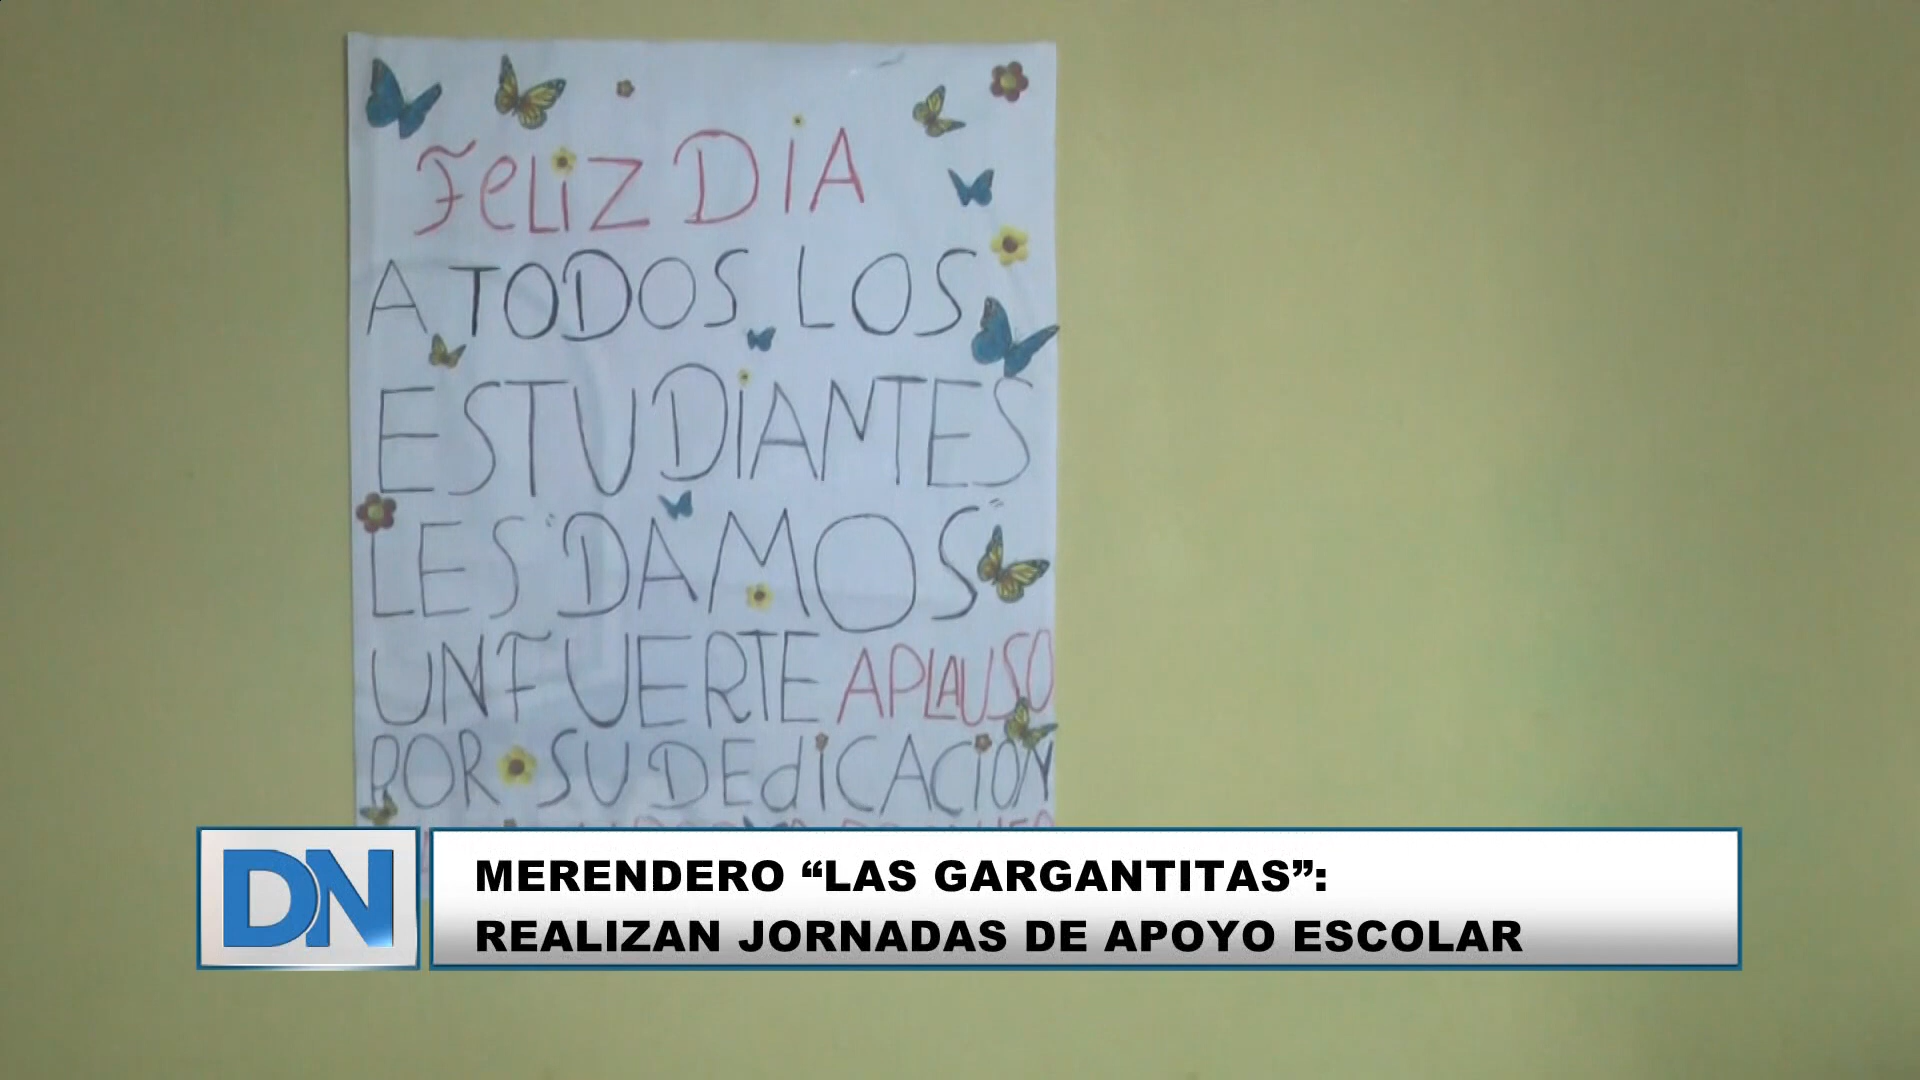 FeLiZ DiA
A TODOS LOS
ESTUDiANTES
LES "DAMOS"
UN FUERTE APLAUSO
POR SU DEdiCACiÓN
DN
MERENDERO “LAS GARGANTITAS”:
REALIZAN JORNADAS DE APOYO ESCOLAR